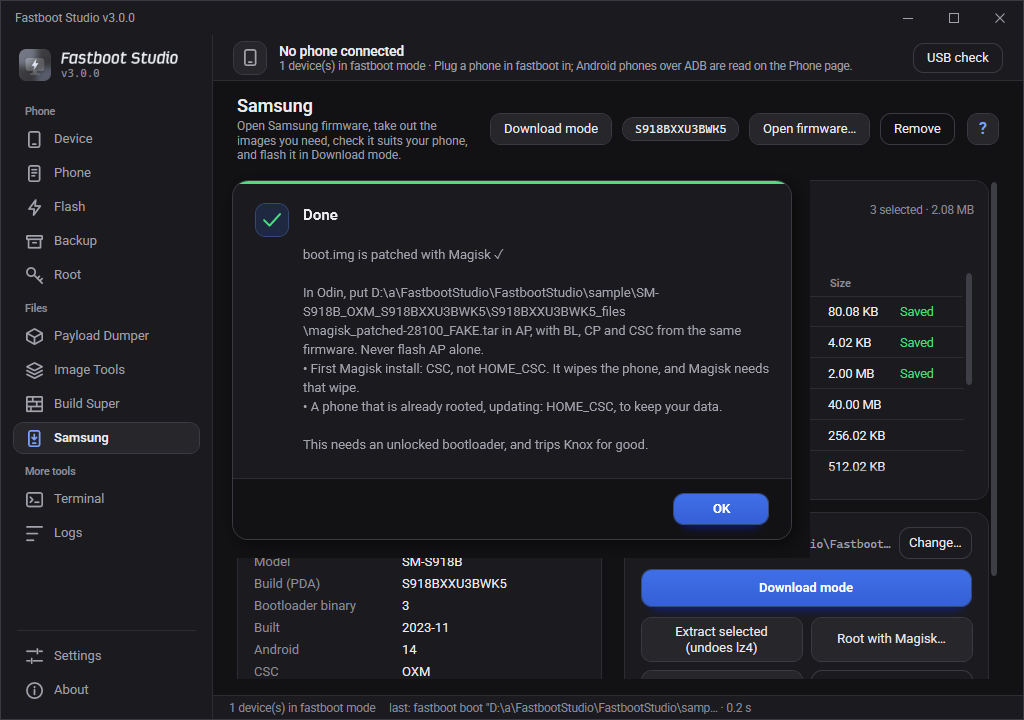 Fastboot Studio v3.0.0
Fastboot Studio
v3.0.0
Phone
Device
Phone
Flash
Backup
Root
Files
Payload Dumper
Image Tools
Build Super
Samsung
More tools
Terminal
Logs
Settings
About
No phone connected
1 device(s) in fastboot mode · Plug a phone in fastboot in; Android phones over ADB are read on the Phone page.
USB check
Samsung
Open Samsung firmware, take out the
images you need, check it suits your phone,
and flash it in Download mode.
Download mode
S918BXXU3BWK5
Open firmware...
Remove
?
3 selected · 2.08 MB
Size
80.08 KB Saved
4.02 KB Saved
2.00 MB Saved
40.00 MB
256.02 KB
512.02 KB
Done
boot.img is patched with Magisk ✓
In Odin, put D:\a\FastbootStudio\FastbootStudio\sample\SM-
S918B_OXM_S918BXXU3BWK5\S918BXXU3BWK5_files
\magisk_patched-28100_FAKE.tar in AP, with BL, CP and CSC from the same
firmware. Never flash AP alone.
• First Magisk install: CSC, not HOME_CSC. It wipes the phone, and Magisk needs
that wipe.
• A phone that is already rooted, updating: HOME_CSC, to keep your data.
This needs an unlocked bootloader, and trips Knox for good.
OK
Model SM-S918B
Build (PDA) S918BXXU3BWK5
Bootloader binary 3
Built 2023-11
Android 14
CSC OXM
io\Fastboot…
Change...
Download mode
Extract selected
(undoes lz4)
Root with Magisk...
1 device(s) in fastboot mode last: fastboot boot "D:\a\FastbootStudio\FastbootStudio\samp... · 0.2 s